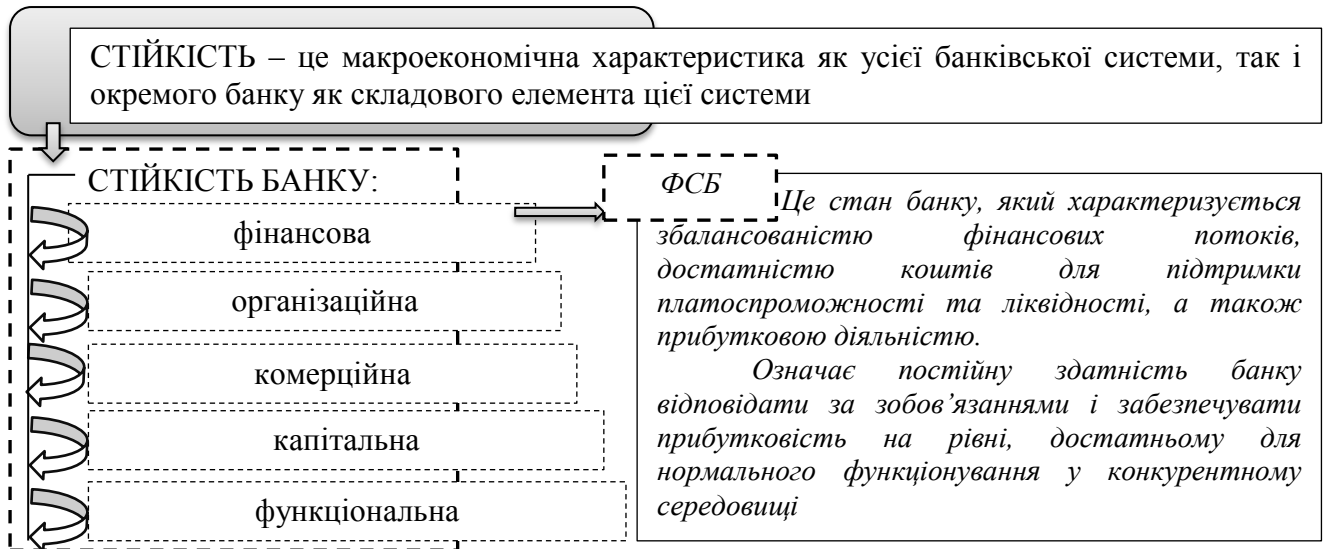 СТІЙКІСТЬ – це макроекономічна характеристика як усієї банківської системи, так і
окремого банку як складового елемента цієї системи
СТІЙКІСТЬ БАНКУ:
фінансова
організаційна
комерційна
капітальна
функціональна
ФСБ
Це стан банку, який характеризується
збалансованістю фінансових потоків,
достатністю коштів для підтримки
платоспроможності та ліквідності, а також
прибутковою діяльністю.
Означає постійну здатність банку
відповідати за зобов’язаннями і забезпечувати
прибутковість на рівні, достатньому для
нормального функціонування у конкурентному
середовищі